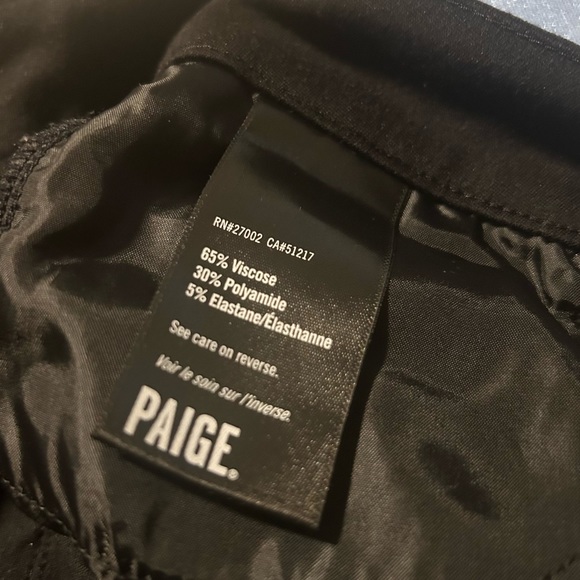 RN#27002 CA#51217
65% Viscose
30% Polyamide
5% Elastane/Élasthanne
See care on reverse.
Voir le soin sur l'inverse.
PAIGE.